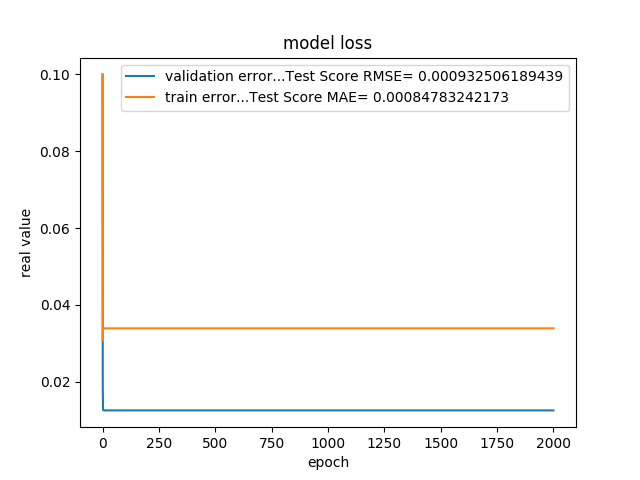 model loss
validation error...Test Score RMSE= 0.000932506189439
train error...Test Score MAE= 0.00084783242173
real value
0.10
0.08
0.06
0.04
0.02
0 250 500 750 1000 1250 1500 1750 2000
epoch